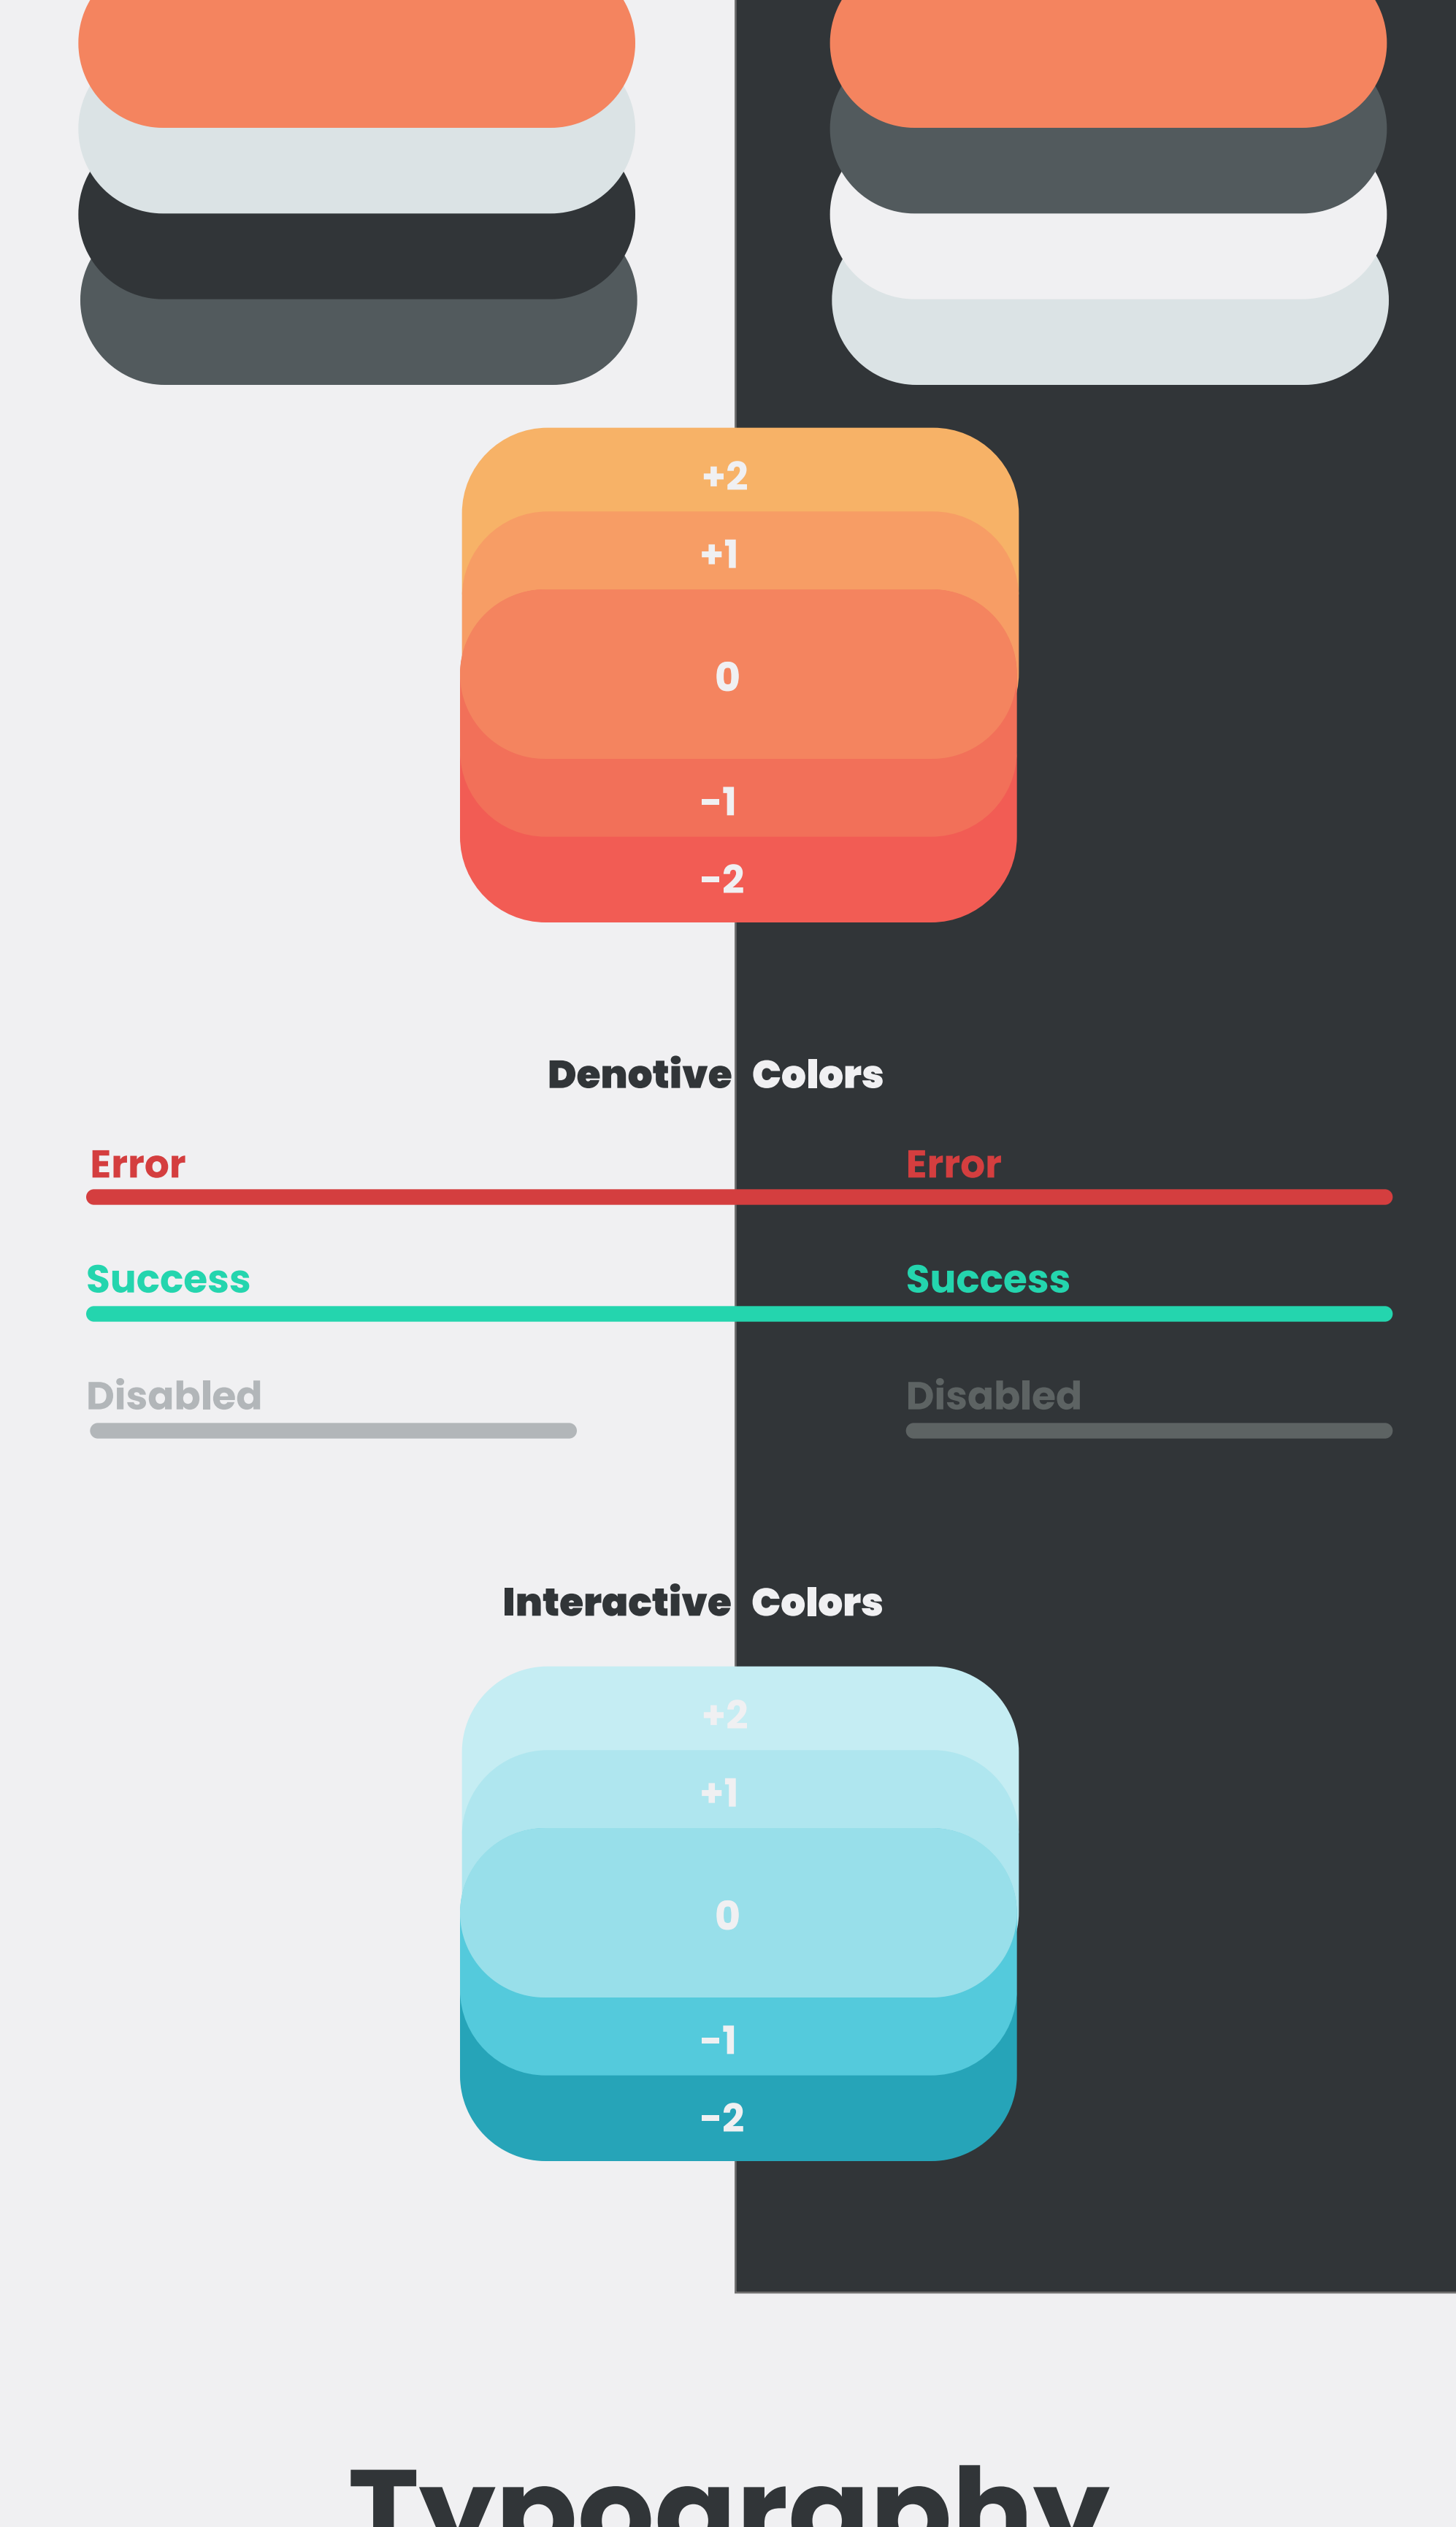 +2
+1
0
-1
-2
Denotive Colors
Error Error
Success Success
Disabled Disabled
Interactive Colors
+2
+1
0
-1
-2
Typography